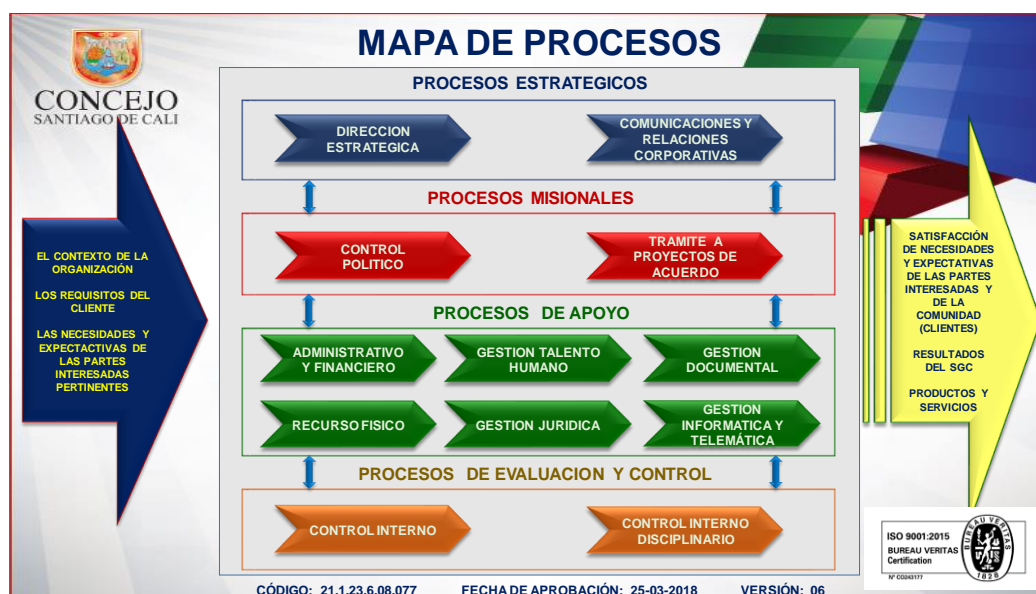 MAPA DE PROCESOS
CONCEJO
SANTIAGO DE CALI
PROCESOS ESTRATEGICOS
DIRECCION
ESTRATEGICA
COMUNICACIONES Y
RELACIONES
CORPORATIVAS
PROCESOS MISIONALES
CONTROL
POLITICO
TRAMITE A
PROYECTOS DE
ACUERDO
PROCESOS DE APOYO
ADMINISTRATIVO
Y FINANCIERO
GESTION TALENTO
HUMANO
GESTION
DOCUMENTAL
RECURSO FISICO
GESTION JURIDICA
GESTION
INFORMATICA Y
TELEMÁTICA
PROCESOS DE EVALUACION Y CONTROL
CONTROL INTERNO
CONTROL INTERNO
DISCIPLINARIO
EL CONTEXTO DE LA
ORGANIZACIÓN
LOS REQUISITOS DEL
CLIENTE
LAS NECESIDADES Y
EXPECTACTIVAS DE
LAS PARTES
INTERESADAS
PERTINENTES
SATISFACCIÓN
DE NECESIDADES
Y EXPECTATIVAS
DE LAS PARTES
INTERESADAS Y
DE LA
COMUNIDAD
(CLIENTES)
RESULTADOS
DEL SGC
PRODUCTOS Y
SERVICIOS
ISO 9001:2015
BUREAU VERITAS
Certification
N° CO243177
BUREAU VERITAS
1828
CÓDIGO: 21.1.23.6.08.077 FECHA DE APROBACIÓN: 25-03-2018 VERSIÓN: 06